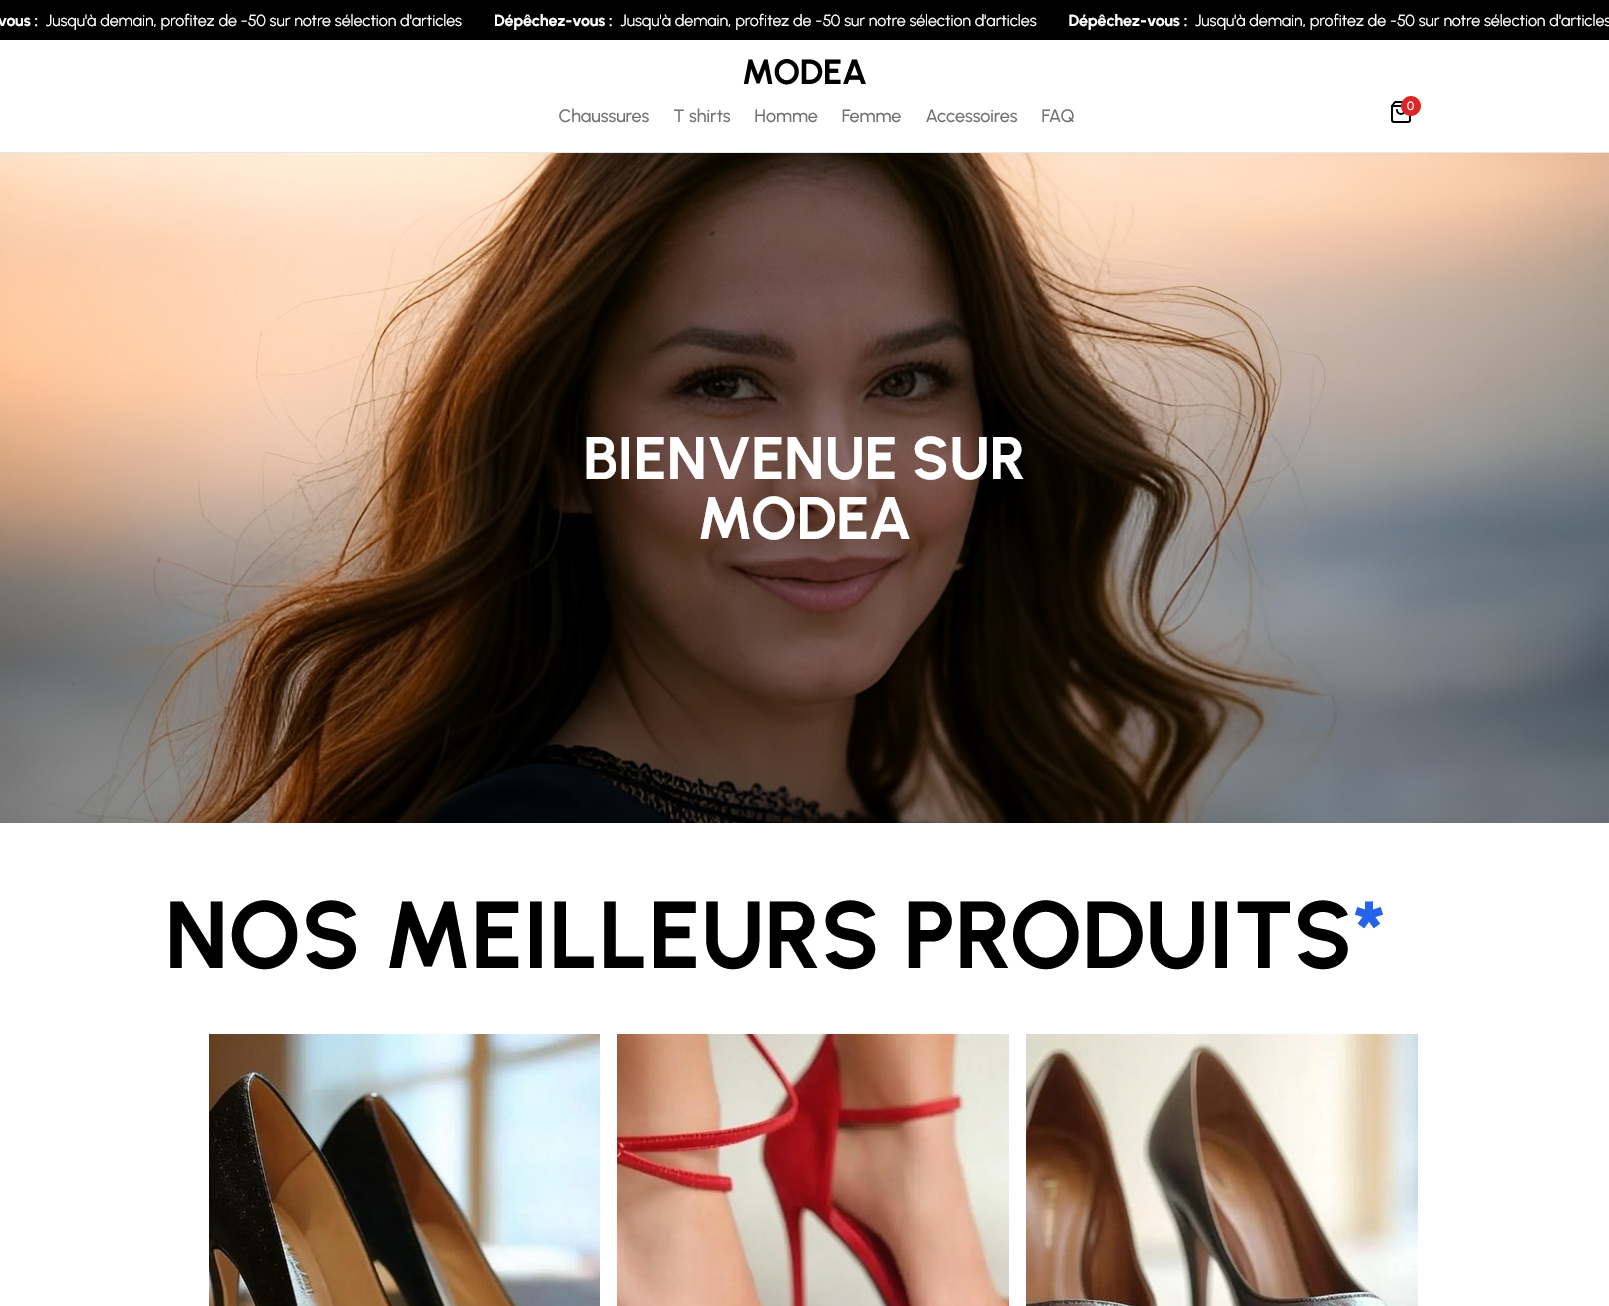 vous : Jusqu'à demain, profitez de -50 sur notre sélection d'articles Dépêchez-vous : Jusqu'à demain, profitez de -50 sur notre sélection d'articles Dépêchez-vous : Jusqu'à demain, profitez de -50 sur notre sélection d'articles
MODEA
Chaussures T shirts Homme Femme Accessoires FAQ
0
BIENVENUE SUR
MODEA
NOS MEILLEURS PRODUITS*